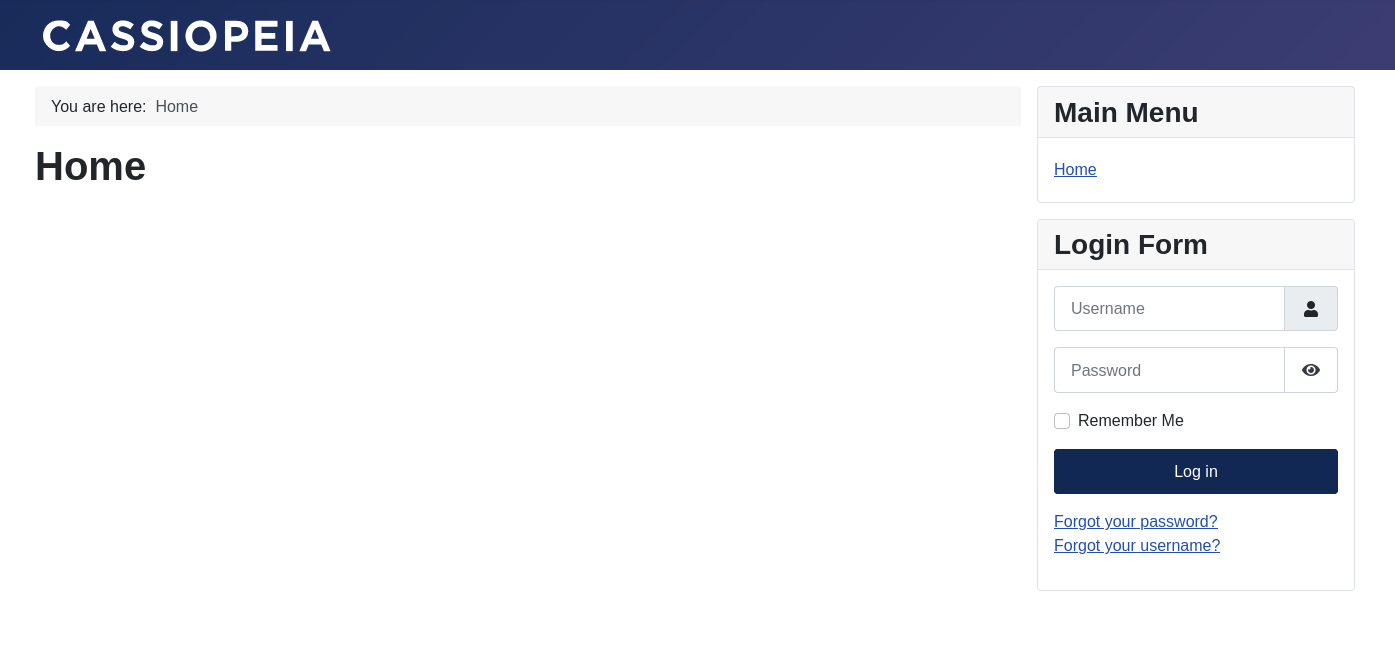 CASSIOPEIA
You are here: Home
Home
Main Menu
Home
Login Form
Username
Password
Remember Me
Log in
Forgot your password?
Forgot your username?